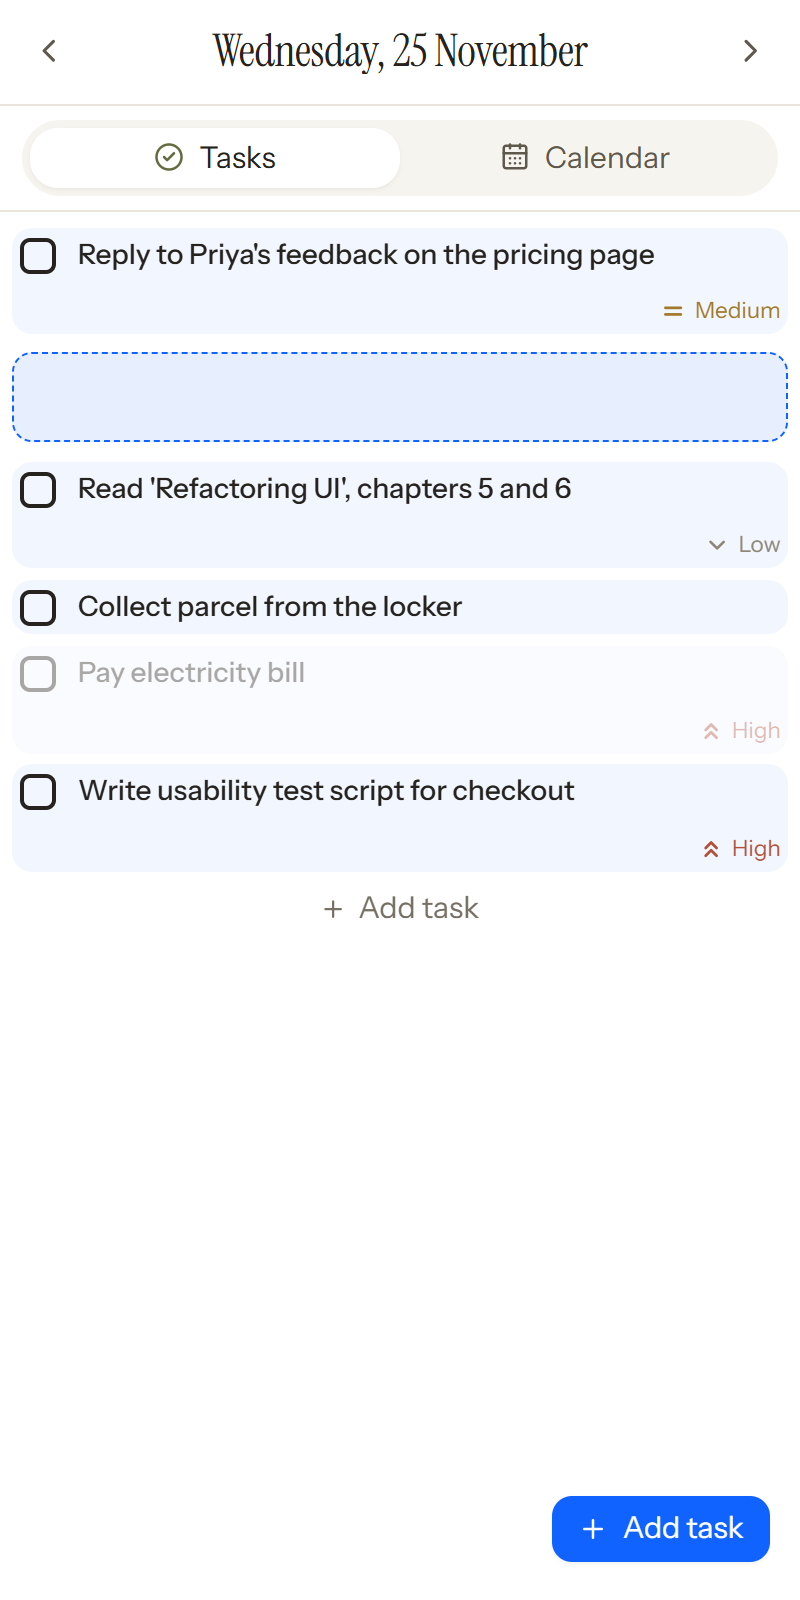 Wednesday, 25 November
Tasks
Calendar
Reply to Priya's feedback on the pricing page
Medium
Read 'Refactoring UI', chapters 5 and 6
Low
Collect parcel from the locker
Pay electricity bill
High
Write usability test script for checkout
High
+ Add task
+ Add task